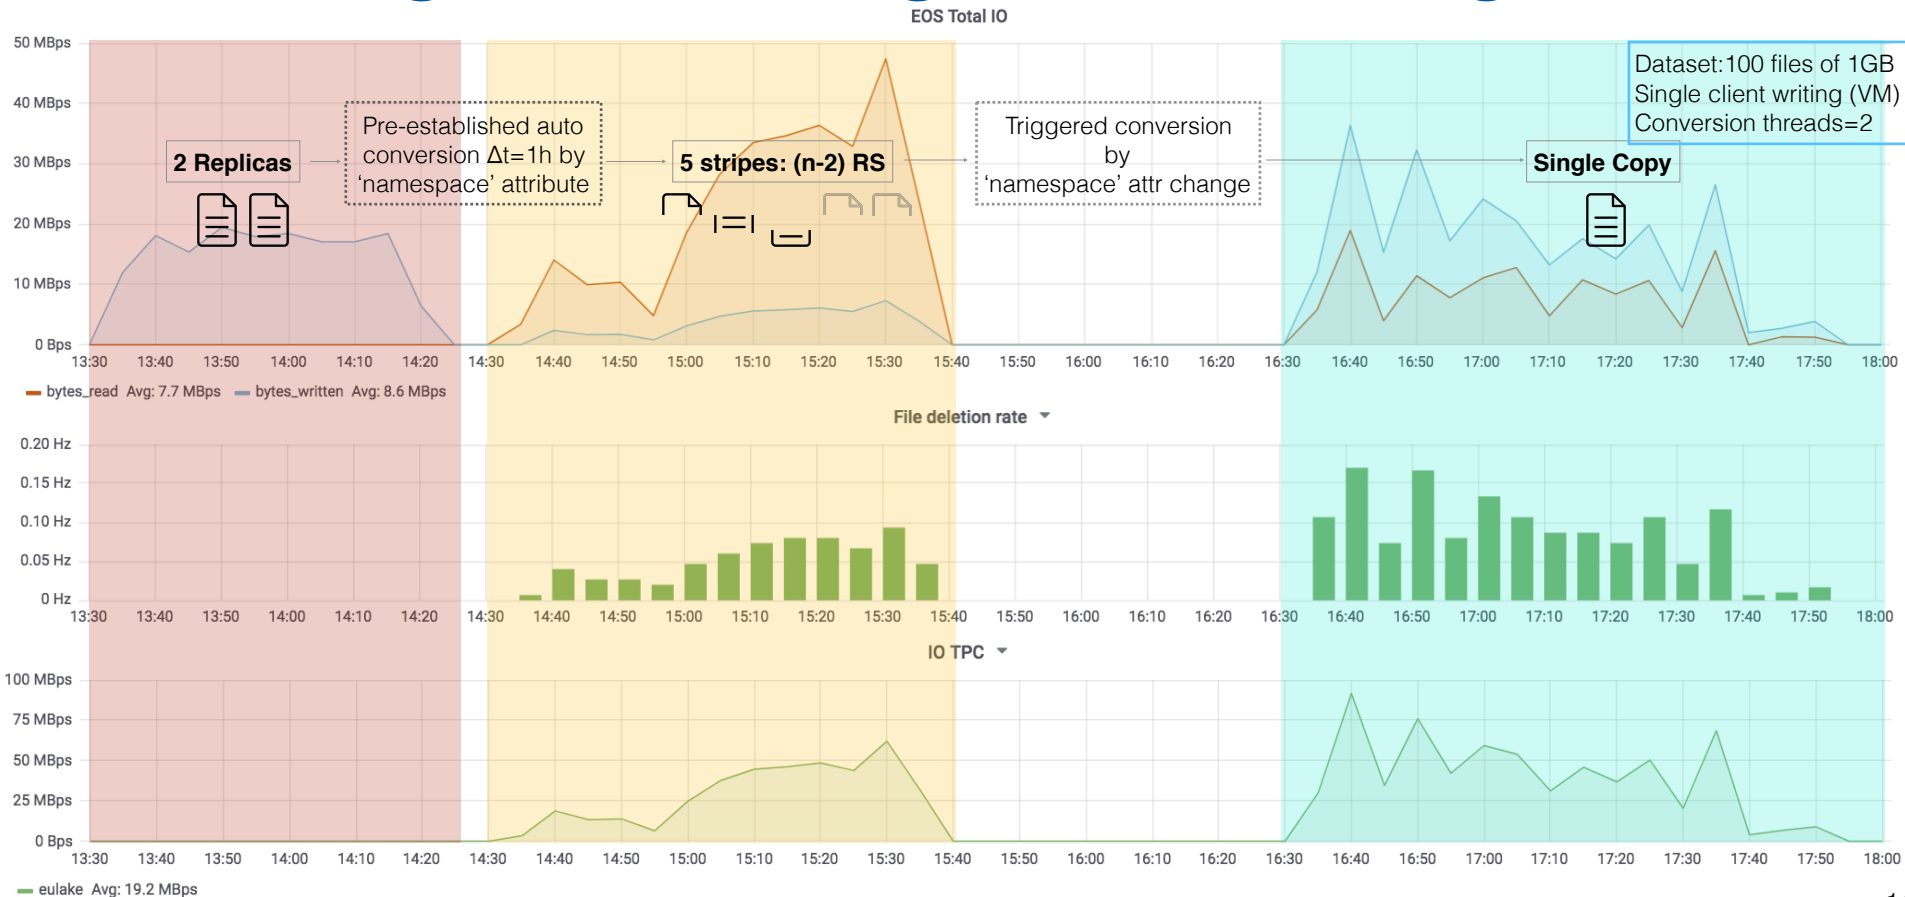 EOS Total IO
50 MBps
40 MBps
30 MBps
20 MBps
10 MBps
0 Bps
13:30 13:40 13:50 14:00 14:10 14:20 14:30 14:40 14:50 15:00 15:10 15:20 15:30 15:40 15:50 16:00 16:10 16:20 16:30 16:40 16:50 17:00 17:10 17:20 17:30 17:40 17:50 18:00
2 Replicas
Pre-established auto
conversion Δt=1h by
‘namespace’ attribute
5 stripes: (n-2) RS
Triggered conversion
by
‘namespace’ attr change
Single Copy
Dataset:100 files of 1GB
Single client writing (VM)
Conversion threads=2
bytes_read Avg: 7.7 MBps bytes_written Avg: 8.6 MBps
File deletion rate
0.20 Hz
0.15 Hz
0.10 Hz
0.05 Hz
0 Hz
13:30 13:40 13:50 14:00 14:10 14:20 14:30 14:40 14:50 15:00 15:10 15:20 15:30 15:40 15:50 16:00 16:10 16:20 16:30 16:40 16:50 17:00 17:10 17:20 17:30 17:40 17:50 18:00
IO TPC
100 MBps
75 MBps
50 MBps
25 MBps
0 Bps
13:30 13:40 13:50 14:00 14:10 14:20 14:30 14:40 14:50 15:00 15:10 15:20 15:30 15:40 15:50 16:00 16:10 16:20 16:30 16:40 16:50 17:00 17:10 17:20 17:30 17:40 17:50 18:00
eulake Avg: 19.2 MBps